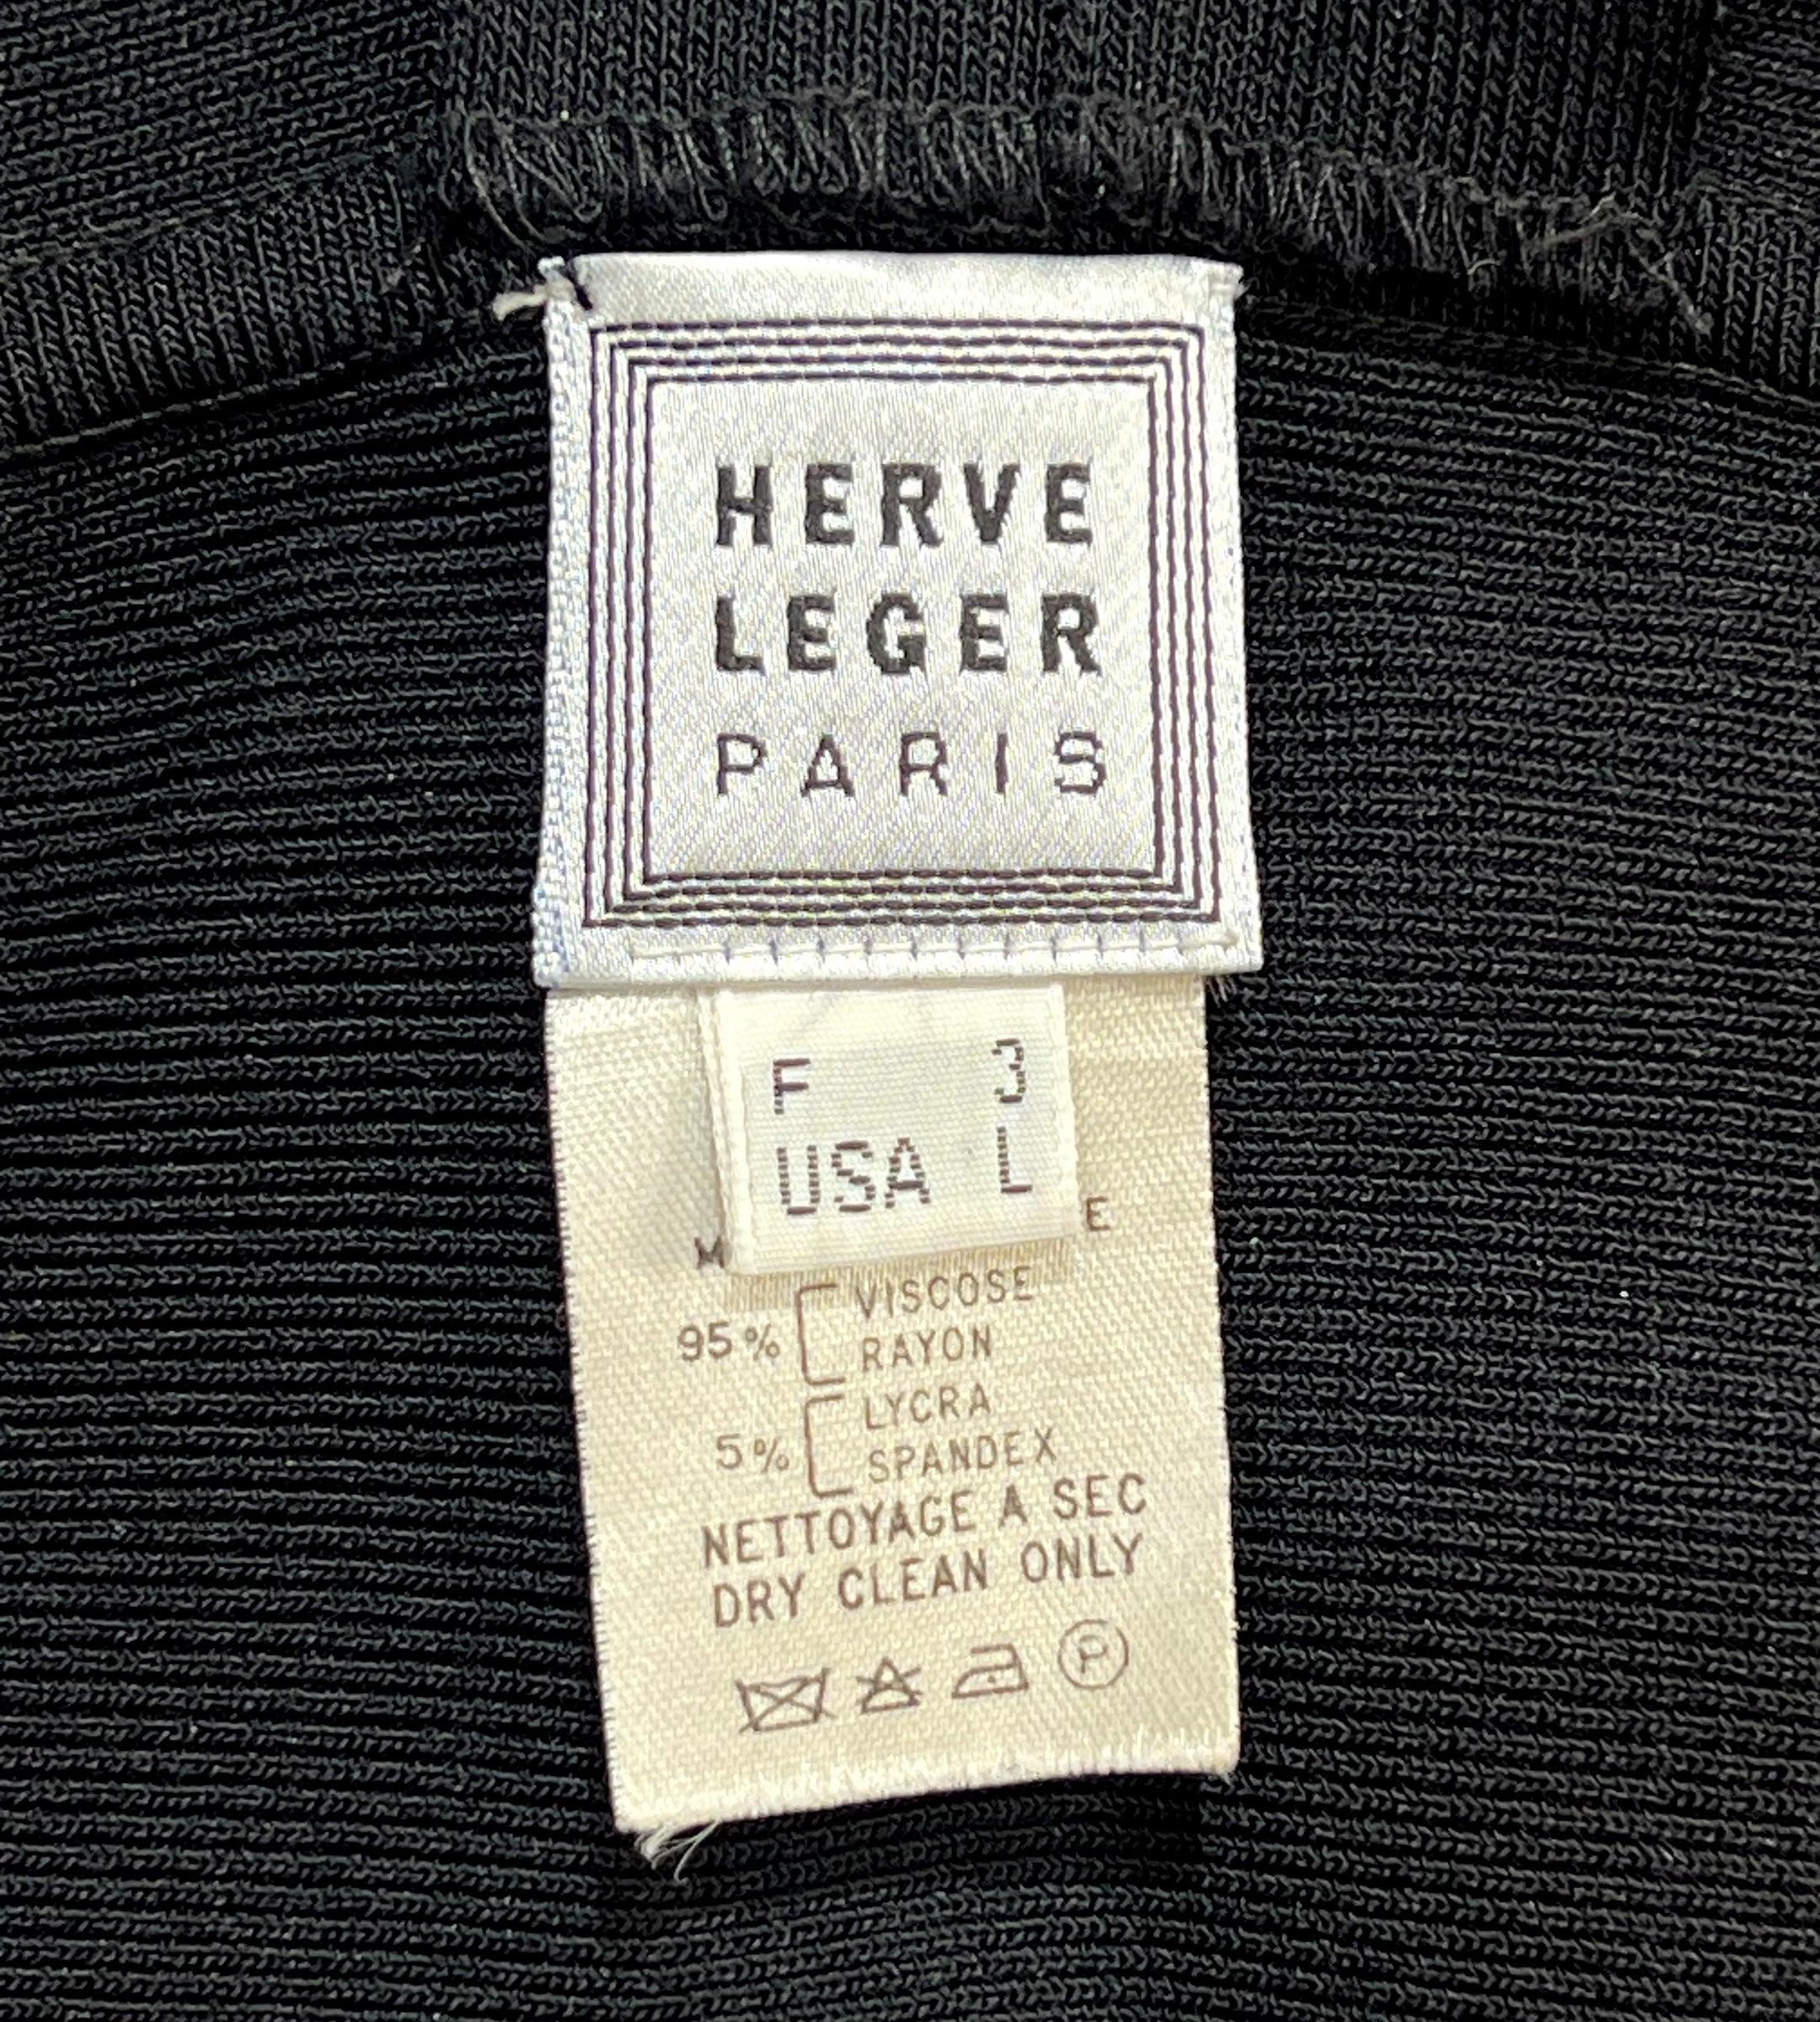 HERVE
LEGER
PARIS
F 3
USA L
M E
95% VISCOSE
RAYON
5% LYCRA
SPANDEX
NETTOYAGE A SEC
DRY CLEAN ONLY
P